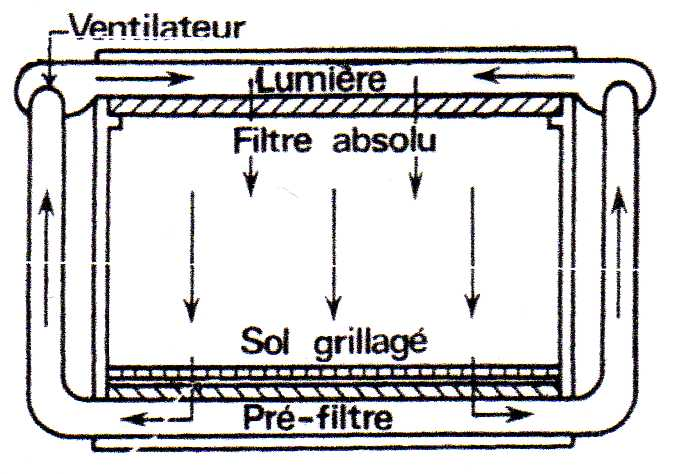 Ventilateur
Lumière
Filtre absolu
Sol grillagé
Pré-filtre